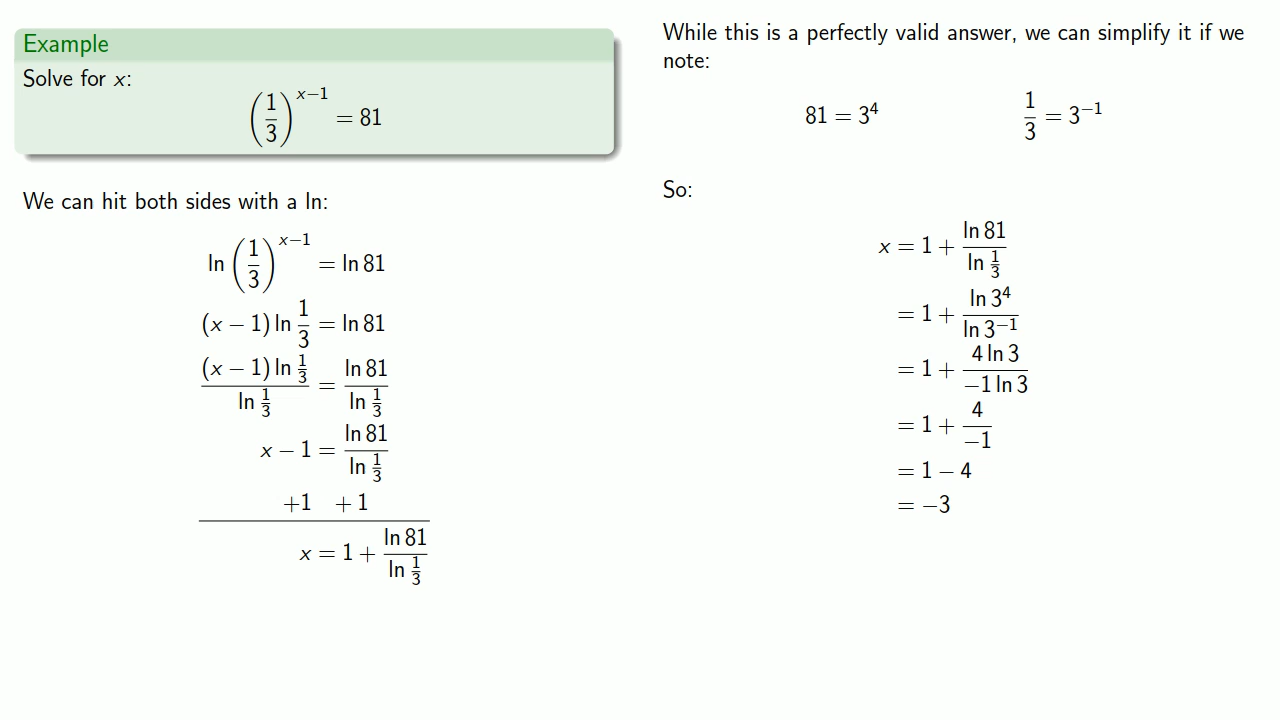 Example
Solve for x:
(1/3)^(x−1) = 81
We can hit both sides with a ln:
ln (1/3)^(x−1) = ln 81
(x − 1) ln 1/3 = ln 81
((x − 1) ln 1/3)/(ln 1/3) = (ln 81)/(ln 1/3)
x − 1 = (ln 81)/(ln 1/3)
+1 + 1
x = 1 + (ln 81)/(ln 1/3)
While this is a perfectly valid answer, we can simplify it if we
note:
81 = 3^4 1/3 = 3^(−1)
So:
x = 1 + (ln 81)/(ln 1/3)
= 1 + (ln 3^4)/(ln 3^(−1))
= 1 + (4 ln 3)/(−1 ln 3)
= 1 + 4/(−1)
= 1 − 4
= −3